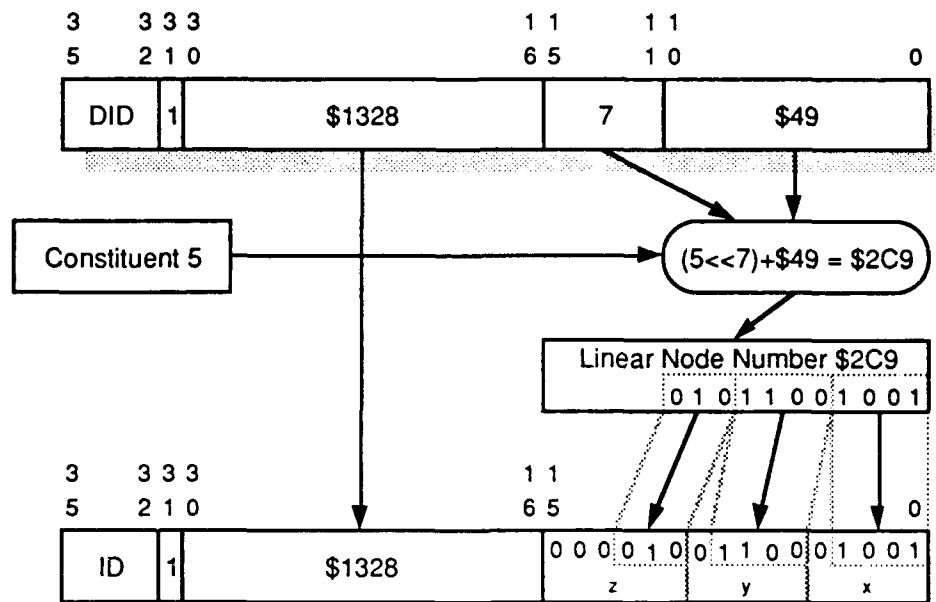 3 3 3 3 1 1 1 1
5 2 1 0 6 5 1 0 0
DID 1 $1328 7 $49
Constituent 5
(5<<7)+$49 = $2C9
Linear Node Number $2C9
0 1 0 1 1 0 0 1 0 0 1
3 3 3 3 1 1
5 2 1 0 6 5 0
ID 1 $1328 0 0 0 0 1 0 0 1 1 0 0 0 1 0 0 1
z y x